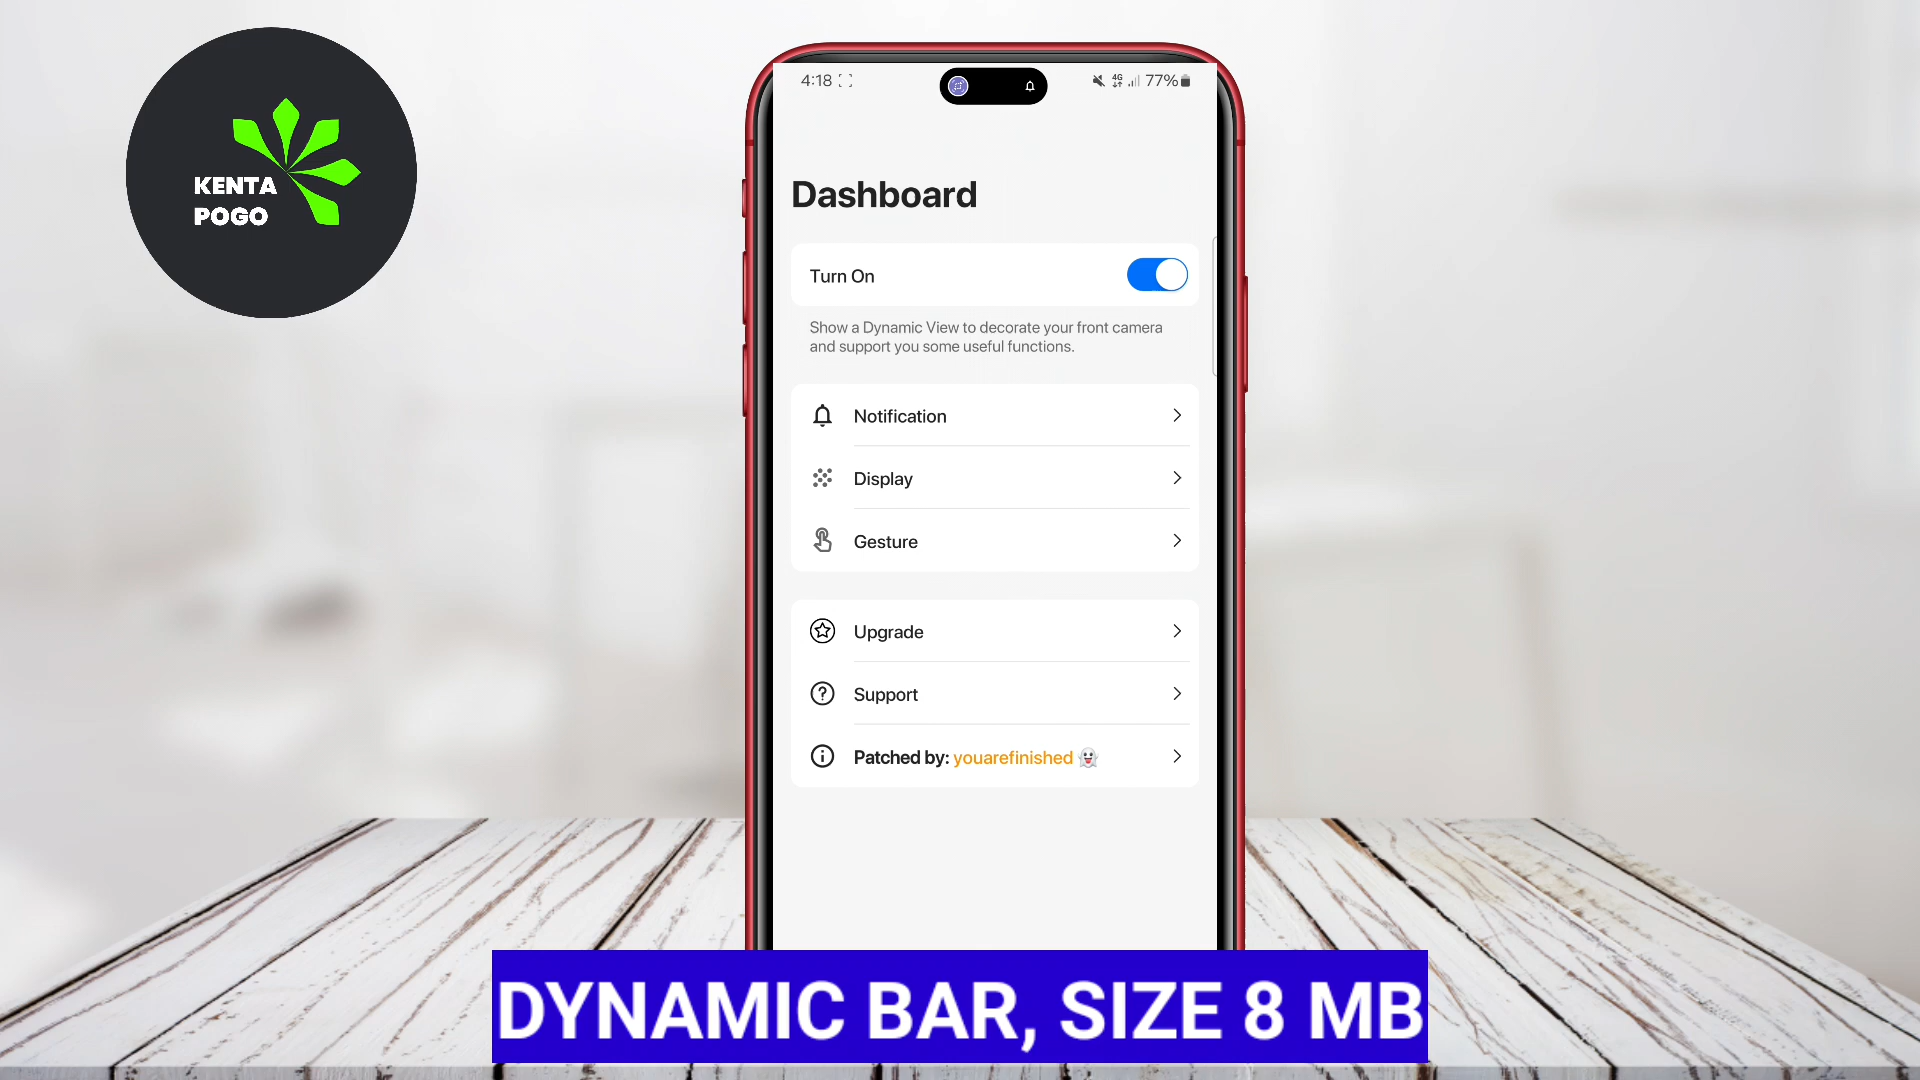 KENTA
POGO
4:18
4G
77%
Dashboard
Turn On
Show a Dynamic View to decorate your front camera
and support you some useful functions.
Notification
Display
Gesture
Upgrade
Support
Patched by: youarefinished 👻
DYNAMIC BAR, SIZE 8 MB